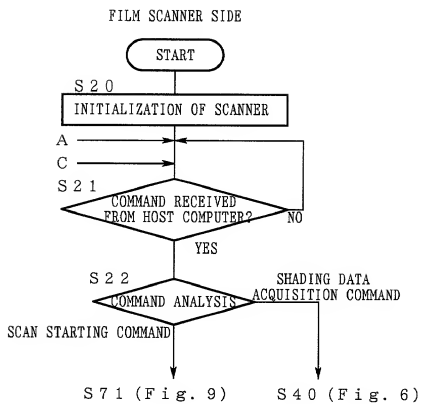 FILM SCANNER SIDE
START
S20
INITIALIZATION OF SCANNER
A
C
S21
COMMAND RECEIVED
FROM HOST COMPUTER?
NO
YES
S22
SHADING DATA
ACQUISITION COMMAND
COMMAND ANALYSIS
SCAN STARTING COMMAND
S71 (Fig. 9)
S40 (Fig. 6)